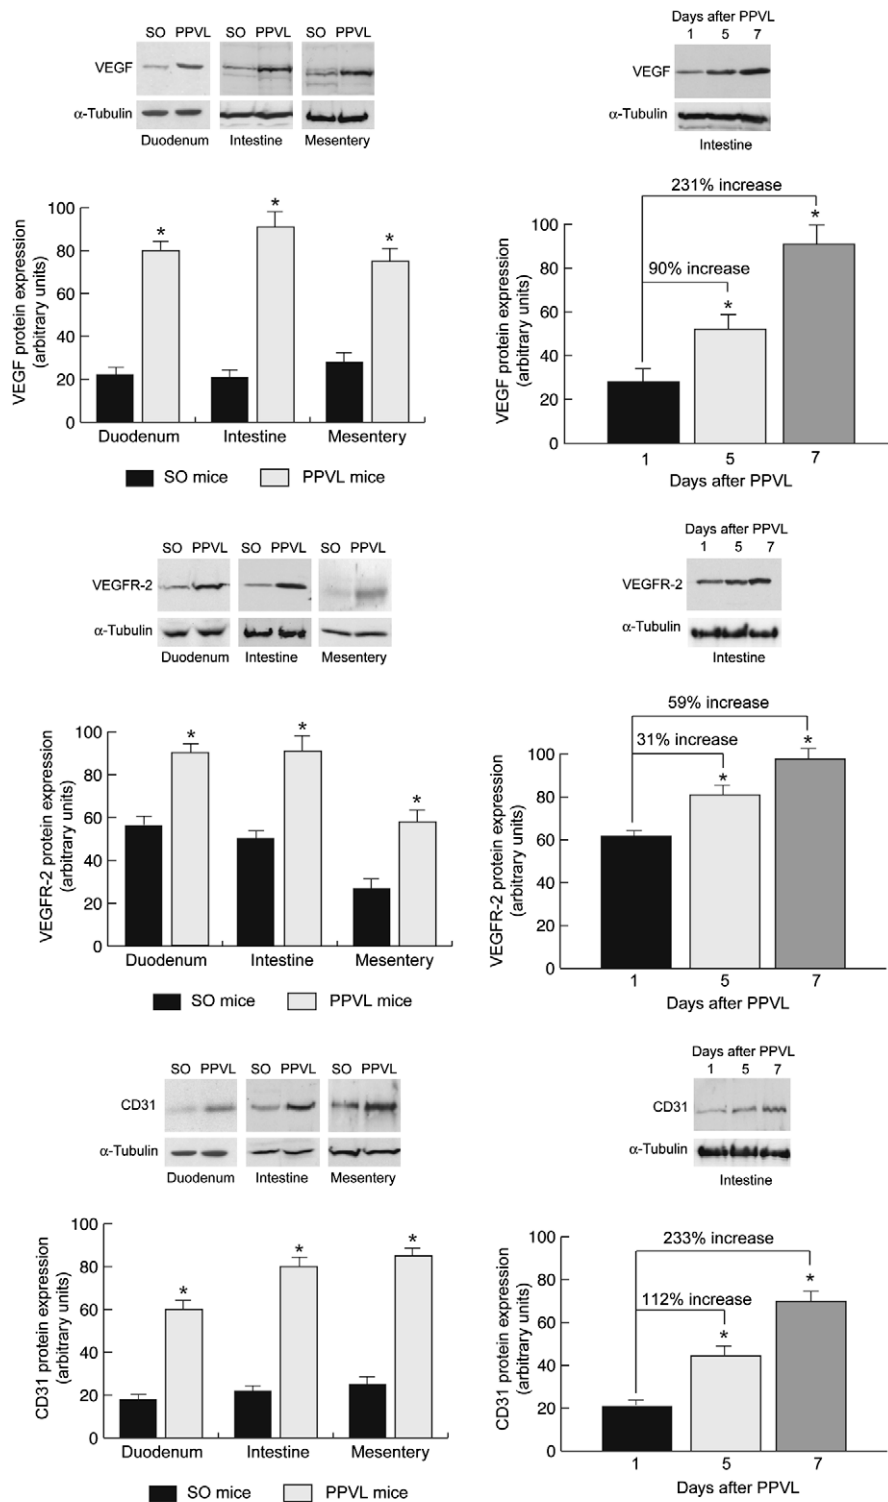 SO PPVL SO PPVL SO PPVL
VEGF
α-Tubulin
Duodenum Intestine Mesentery
VEGF protein expression
(arbitrary units)
100
80
60
40
20
0
* * *
Duodenum Intestine Mesentery
SO mice PPVL mice
Days after PPVL
1 5 7
VEGF
α-Tubulin
Intestine
231% increase
90% increase
* *
VEGF protein expression
(arbitrary units)
100
80
60
40
20
0
1 5 7
Days after PPVL
SO PPVL SO PPVL SO PPVL
VEGFR-2
α-Tubulin
Duodenum Intestine Mesentery
VEGFR-2 protein expression
(arbitrary units)
100
80
60
40
20
0
* * *
Duodenum Intestine Mesentery
SO mice PPVL mice
Days after PPVL
1 5 7
VEGFR-2
α-Tubulin
Intestine
59% increase
31% increase
* *
VEGFR-2 protein expression
(arbitrary units)
100
80
60
40
20
0
1 5 7
Days after PPVL
SO PPVL SO PPVL SO PPVL
CD31
α-Tubulin
Duodenum Intestine Mesentery
CD31 protein expression
(arbitrary units)
100
80
60
40
20
0
* * *
Duodenum Intestine Mesentery
SO mice PPVL mice
Days after PPVL
1 5 7
CD31
α-Tubulin
Intestine
233% increase
112% increase
* *
CD31 protein expression
(arbitrary units)
100
80
60
40
20
0
1 5 7
Days after PPVL